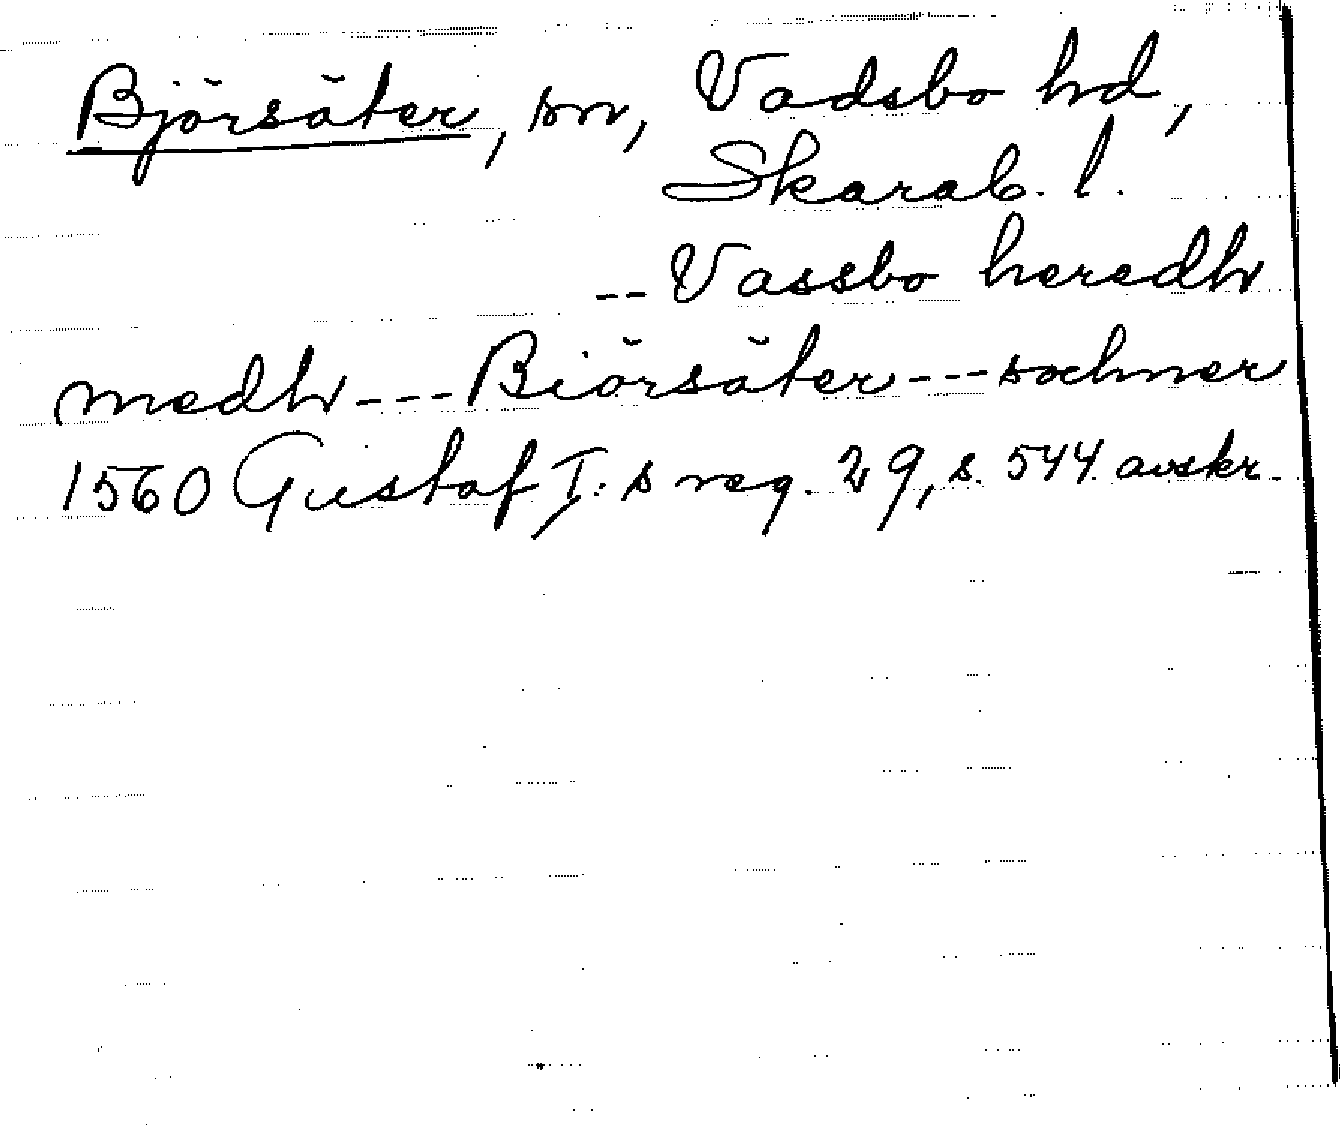 Björsäter, sn, Vadsbo hd,
Skarab. l.
-- Vassbo heredh
medh --- Biörsäter --- sochner
1560 Gustaf I:s reg. 29, s. 544 avskr.